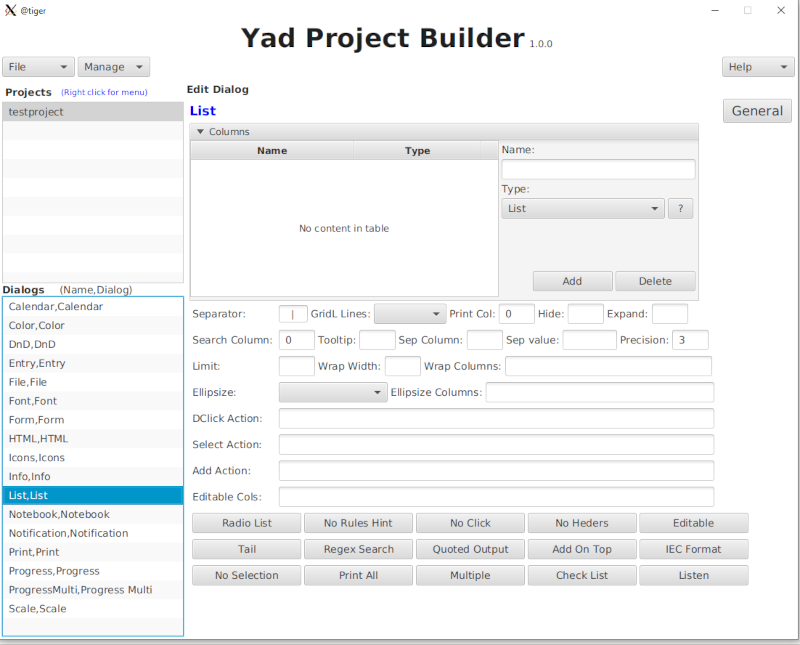 @tiger
Yad Project Builder 1.0.0
File Manage Help
Projects (Right click for menu)
testproject
Dialogs (Name,Dialog)
Calendar,Calendar
Color,Color
DnD,DnD
Entry,Entry
File,File
Font,Font
Form,Form
HTML,HTML
Icons,Icons
Info,Info
List,List
Notebook,Notebook
Notification,Notification
Print,Print
Progress,Progress
ProgressMulti,Progress Multi
Scale,Scale
Edit Dialog
List
General
Columns
Name Type
No content in table
Name:
Type:
List ?
Add Delete
Separator: | GridL Lines: Print Col: 0 Hide: Expand:
Search Column: 0 Tooltip: Sep Column: Sep value: Precision: 3
Limit: Wrap Width: Wrap Columns:
Ellipsize: Ellipsize Columns:
DClick Action:
Select Action:
Add Action:
Editable Cols:
Radio List No Rules Hint No Click No Heders Editable
Tail Regex Search Quoted Output Add On Top IEC Format
No Selection Print All Multiple Check List Listen